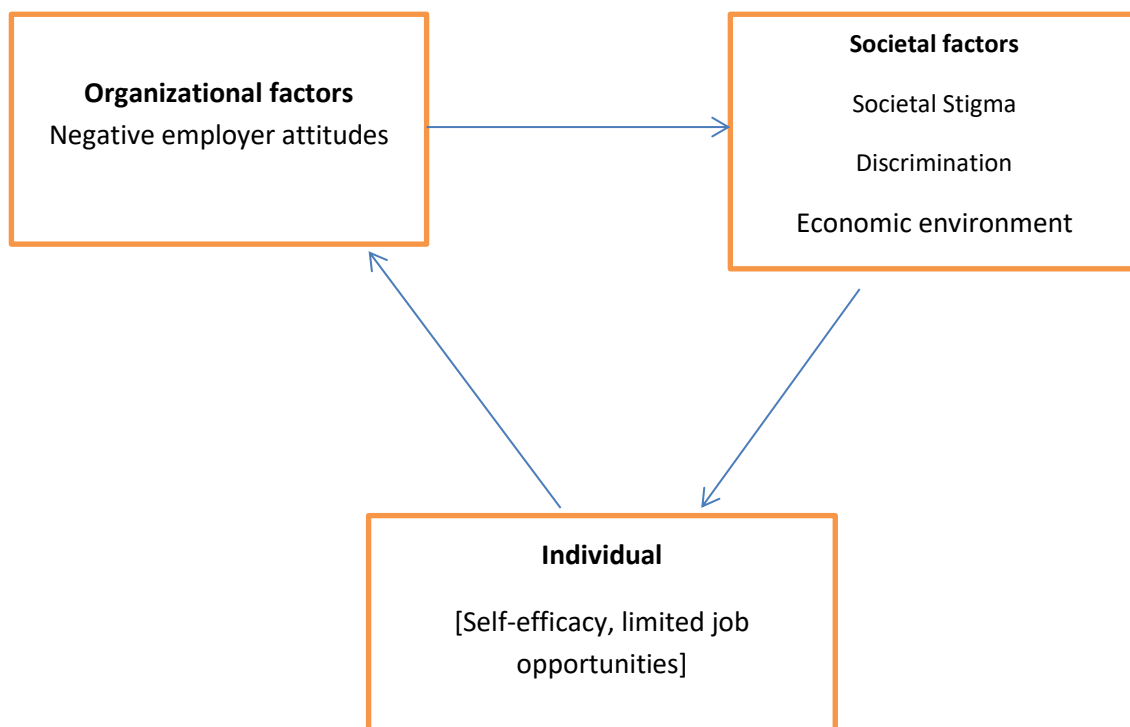 Organizational factors
Negative employer attitudes
Societal factors
Societal Stigma
Discrimination
Economic environment
Individual
[Self-efficacy, limited job
opportunities]